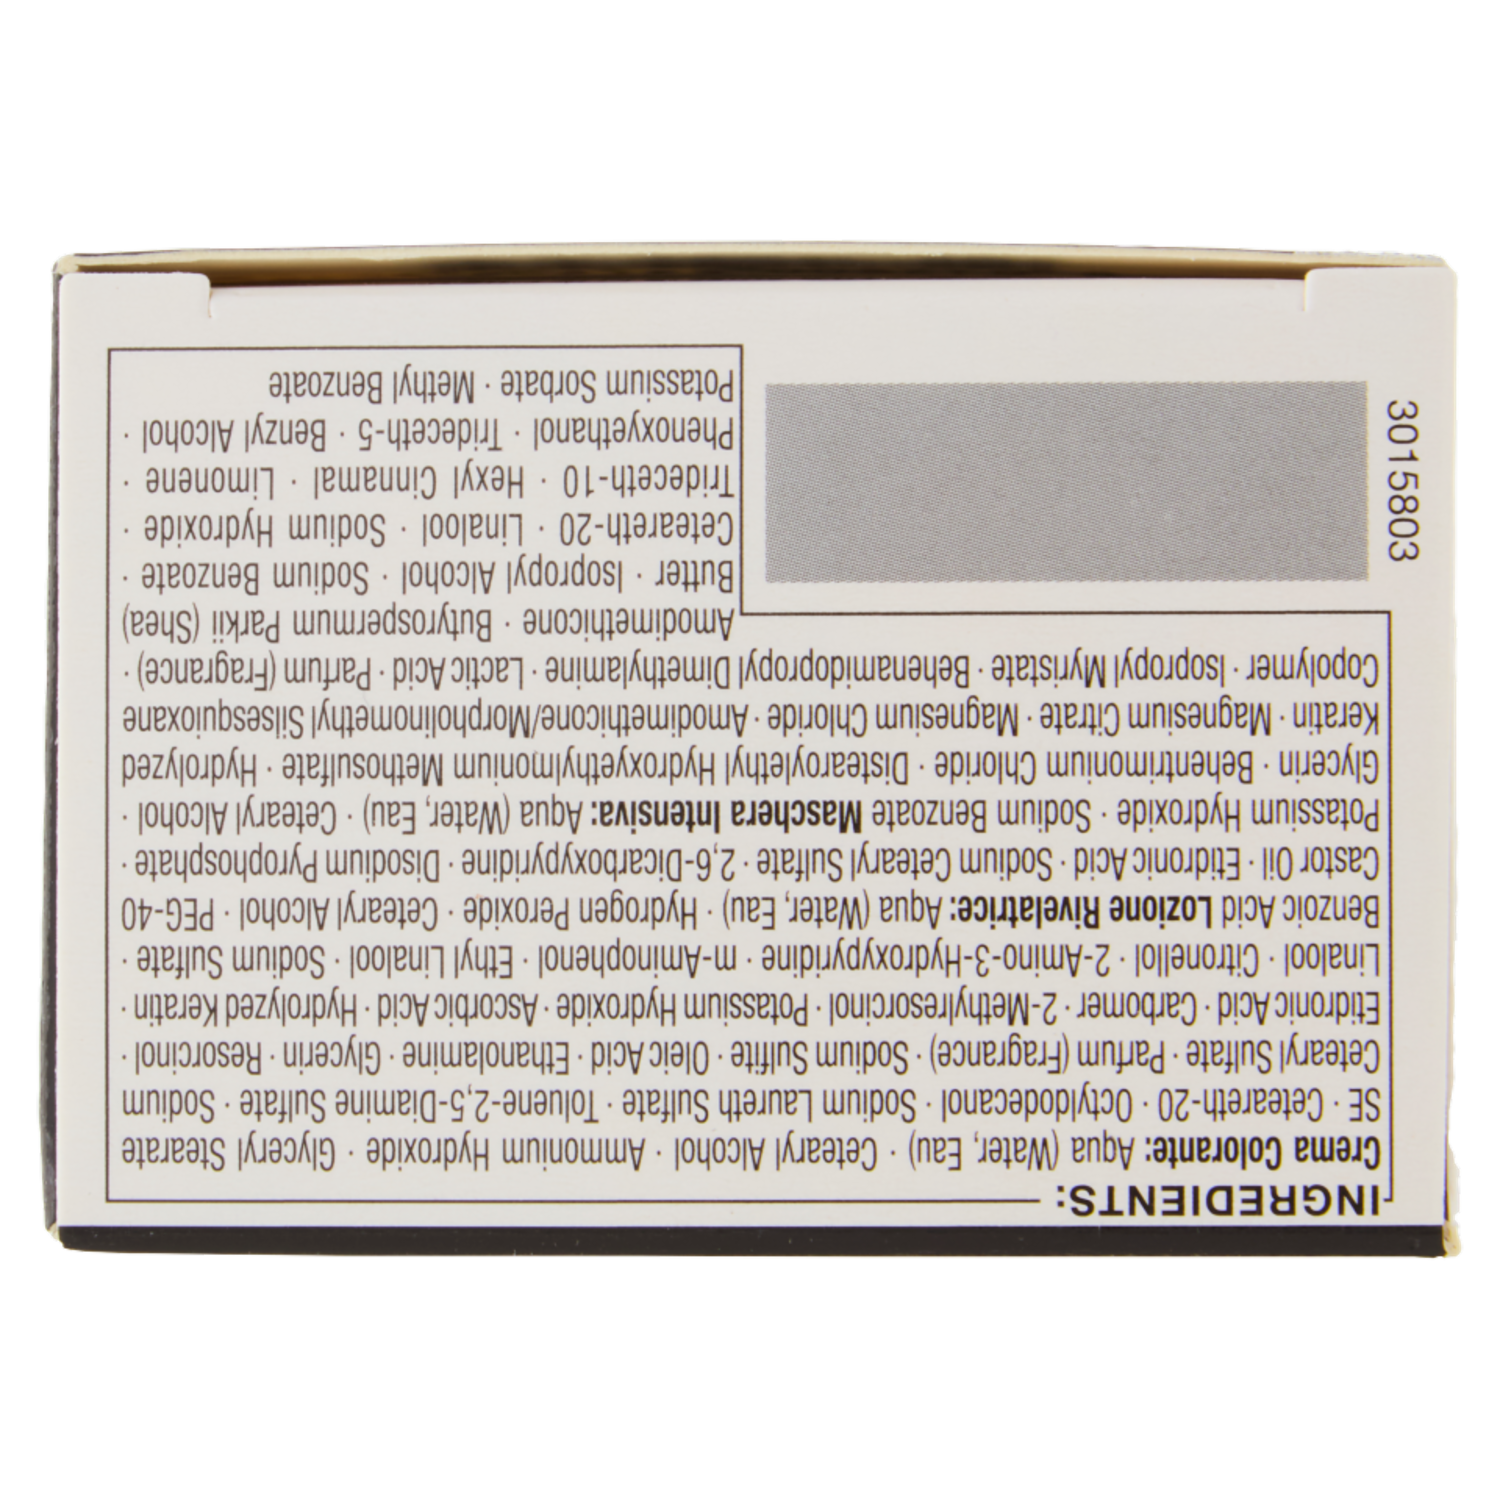 INGREDIENTS:
Crema Colorante: Aqua (Water, Eau) · Cetearyl Alcohol · Ammonium Hydroxide · Glyceryl Stearate
SE · Ceteareth-20 · Octyldodecanol · Sodium Laureth Sulfate · Toluene-2,5-Diamine Sulfate · Sodium
Cetearyl Sulfate · Parfum (Fragrance) · Sodium Sulfite · Oleic Acid · Ethanolamine · Glycerin · Resorcinol ·
Etidronic Acid · Carbomer · 2-Methylresorcinol · Potassium Hydroxide · Ascorbic Acid · Hydrolyzed Keratin ·
Linalool · Citronellol · 2-Amino-3-Hydroxypyridine · m-Aminophenol · Ethyl Linalool · Sodium Sulfate ·
Benzoic Acid Lozione Rivelatrice: Aqua (Water, Eau) · Hydrogen Peroxide · Cetearyl Alcohol · PEG-40
Castor Oil · Etidronic Acid · Sodium Cetearyl Sulfate · 2,6-Dicarboxypyridine · Disodium Pyrophosphate ·
Potassium Hydroxide · Sodium Benzoate Maschera Intensiva: Aqua (Water, Eau) · Cetearyl Alcohol ·
Glycerin · Behentrimonium Chloride · Distearoylethyl Hydroxyethylmonium Methosulfate · Hydrolyzed
Keratin · Magnesium Citrate · Magnesium Chloride · Amodimethicone/Morpholinomethyl Silsesquioxane
Copolymer · Isopropyl Myristate · Behenamidopropyl Dimethylamine · Lactic Acid · Parfum (Fragrance) ·
Amodimethicone · Butyrospermum Parkii (Shea)
Butter · Isopropyl Alcohol · Sodium Benzoate ·
Ceteareth-20 · Linalool · Sodium Hydroxide ·
Trideceth-10 · Hexyl Cinnamal · Limonene ·
Phenoxyethanol · Trideceth-5 · Benzyl Alcohol ·
Potassium Sorbate · Methyl Benzoate
3015803